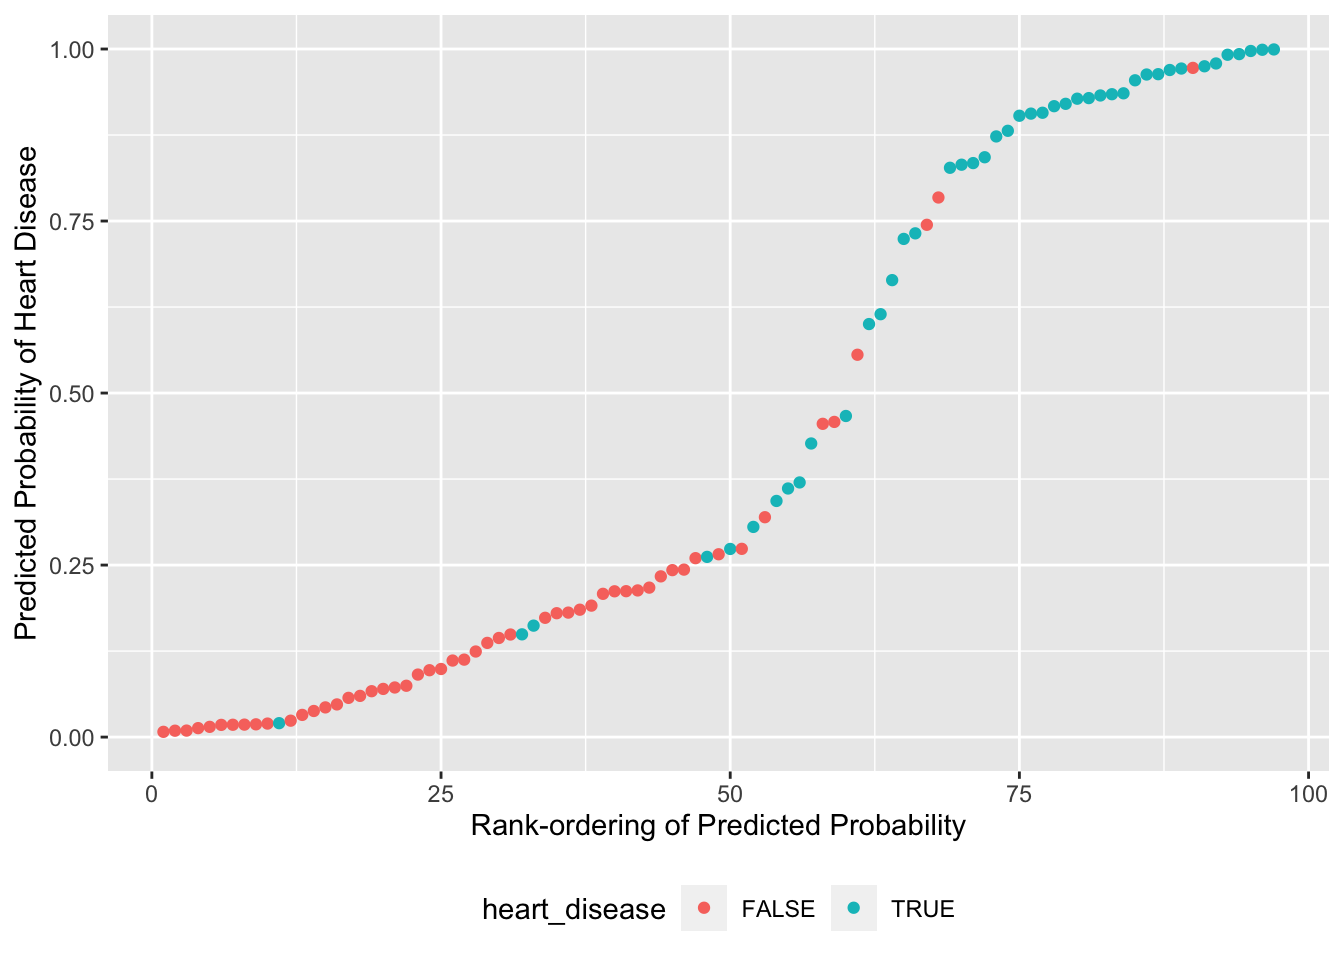 Predicted Probability of Heart Disease
1.00
0.75
0.50
0.25
0.00
0 25 50 75 100
Rank-ordering of Predicted Probability
heart_disease FALSE TRUE